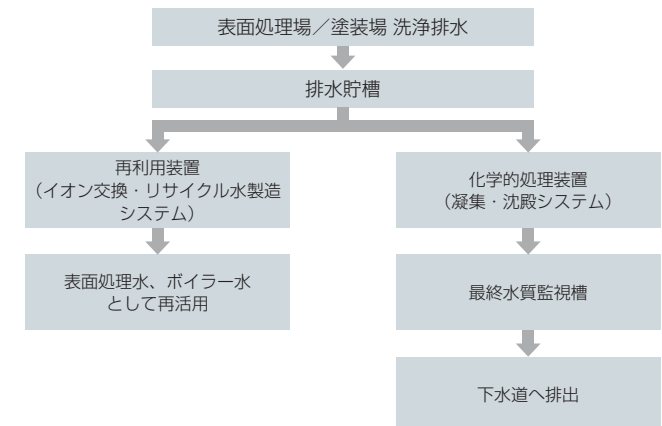 表面処理場／塗装場 洗浄排水
排水貯槽
再利用装置
（イオン交換・リサイクル水製造
システム）
化学的処理装置
（凝集・沈殿システム）
表面処理水、ボイラー水
として再活用
最終水質監視槽
下水道へ排出